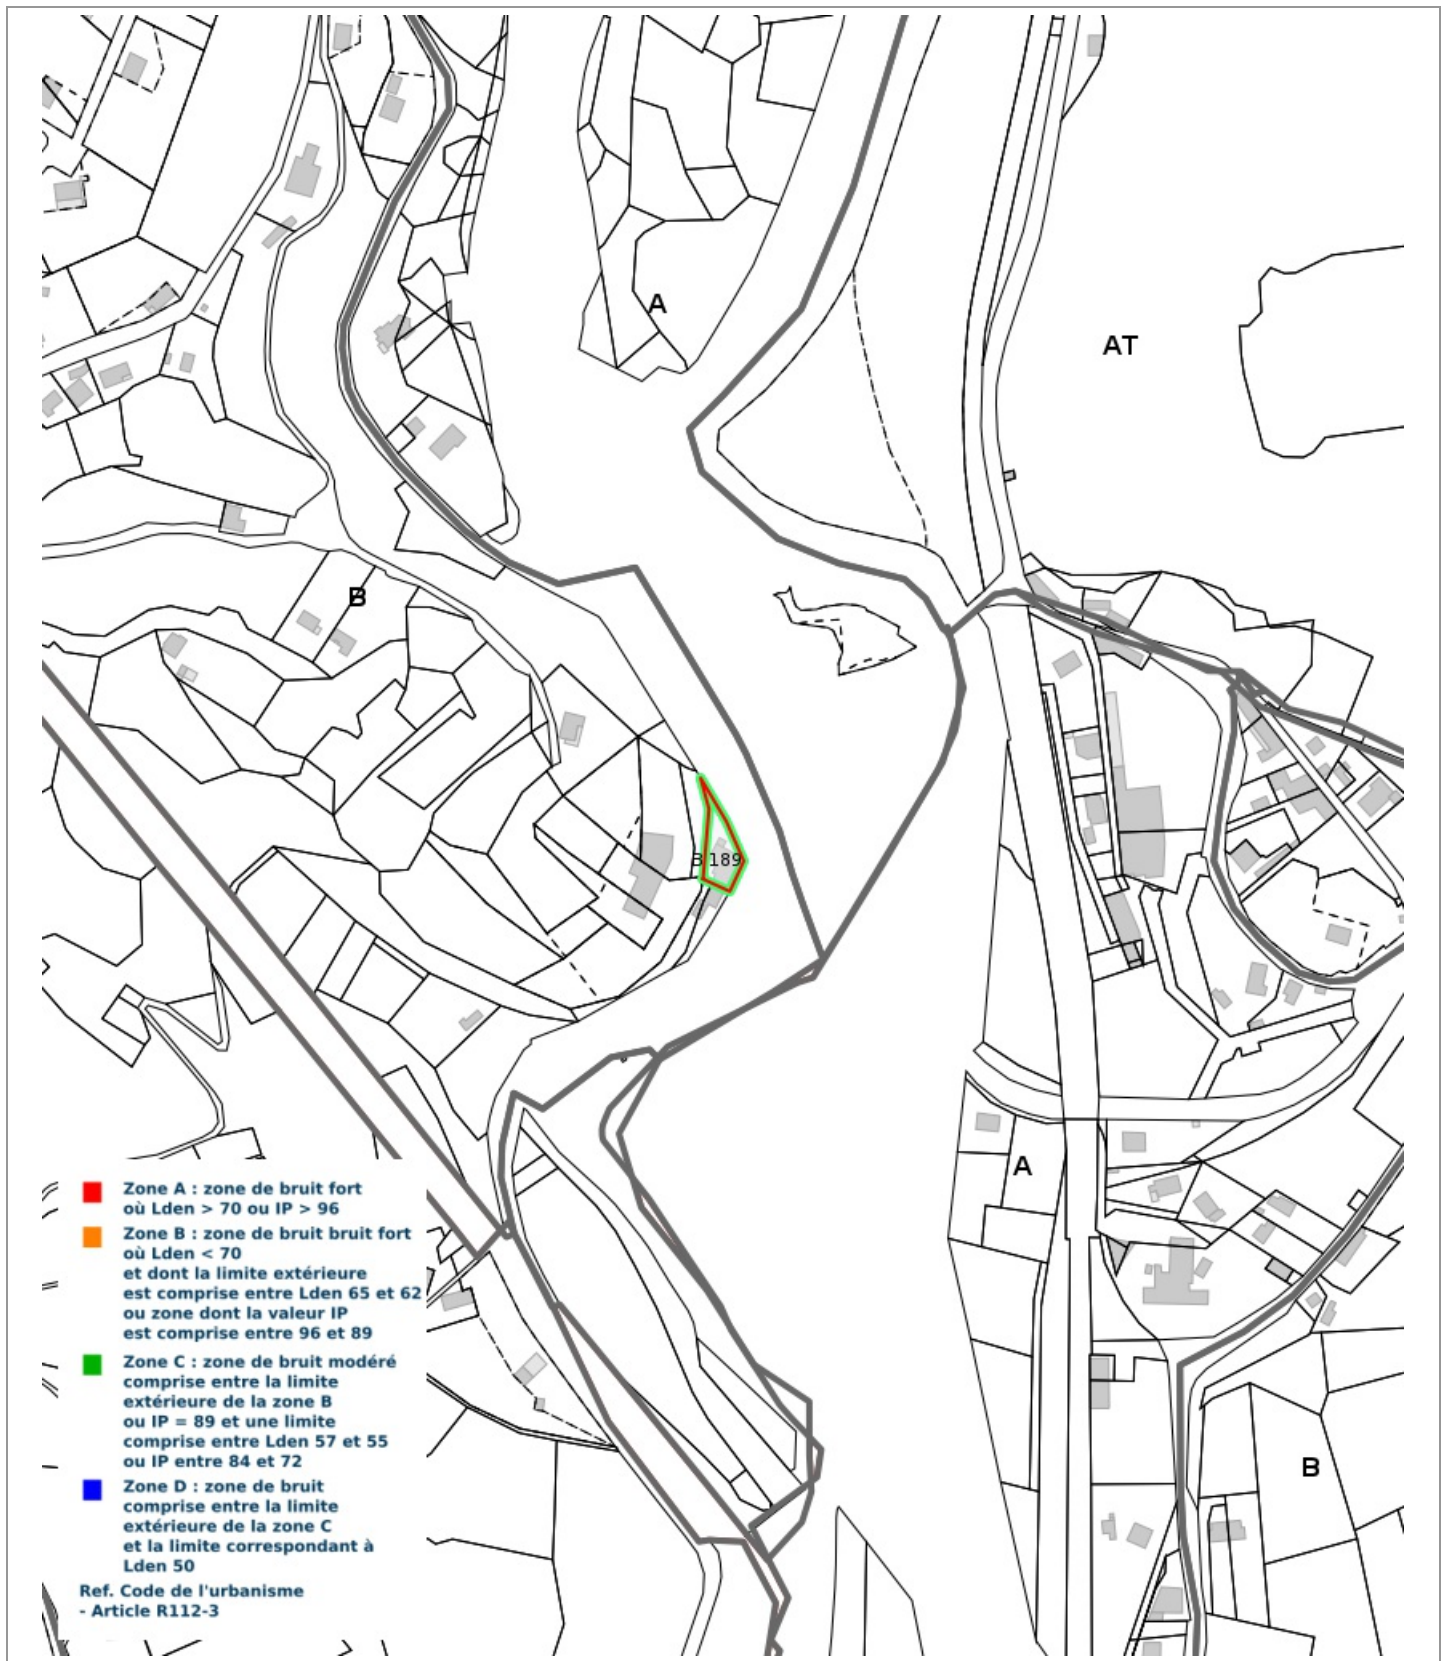 A
AT
B
B 189
A
B
Zone A : zone de bruit fort
où Lden > 70 ou IP > 96
Zone B : zone de bruit bruit fort
où Lden < 70
et dont la limite extérieure
est comprise entre Lden 65 et 62
ou zone dont la valeur IP
est comprise entre 96 et 89
Zone C : zone de bruit modéré
comprise entre la limite
extérieure de la zone B
ou IP = 89 et une limite
comprise entre Lden 57 et 55
ou IP entre 84 et 72
Zone D : zone de bruit
comprise entre la limite
extérieure de la zone C
et la limite correspondant à
Lden 50
Ref. Code de l'urbanisme
- Article R112-3